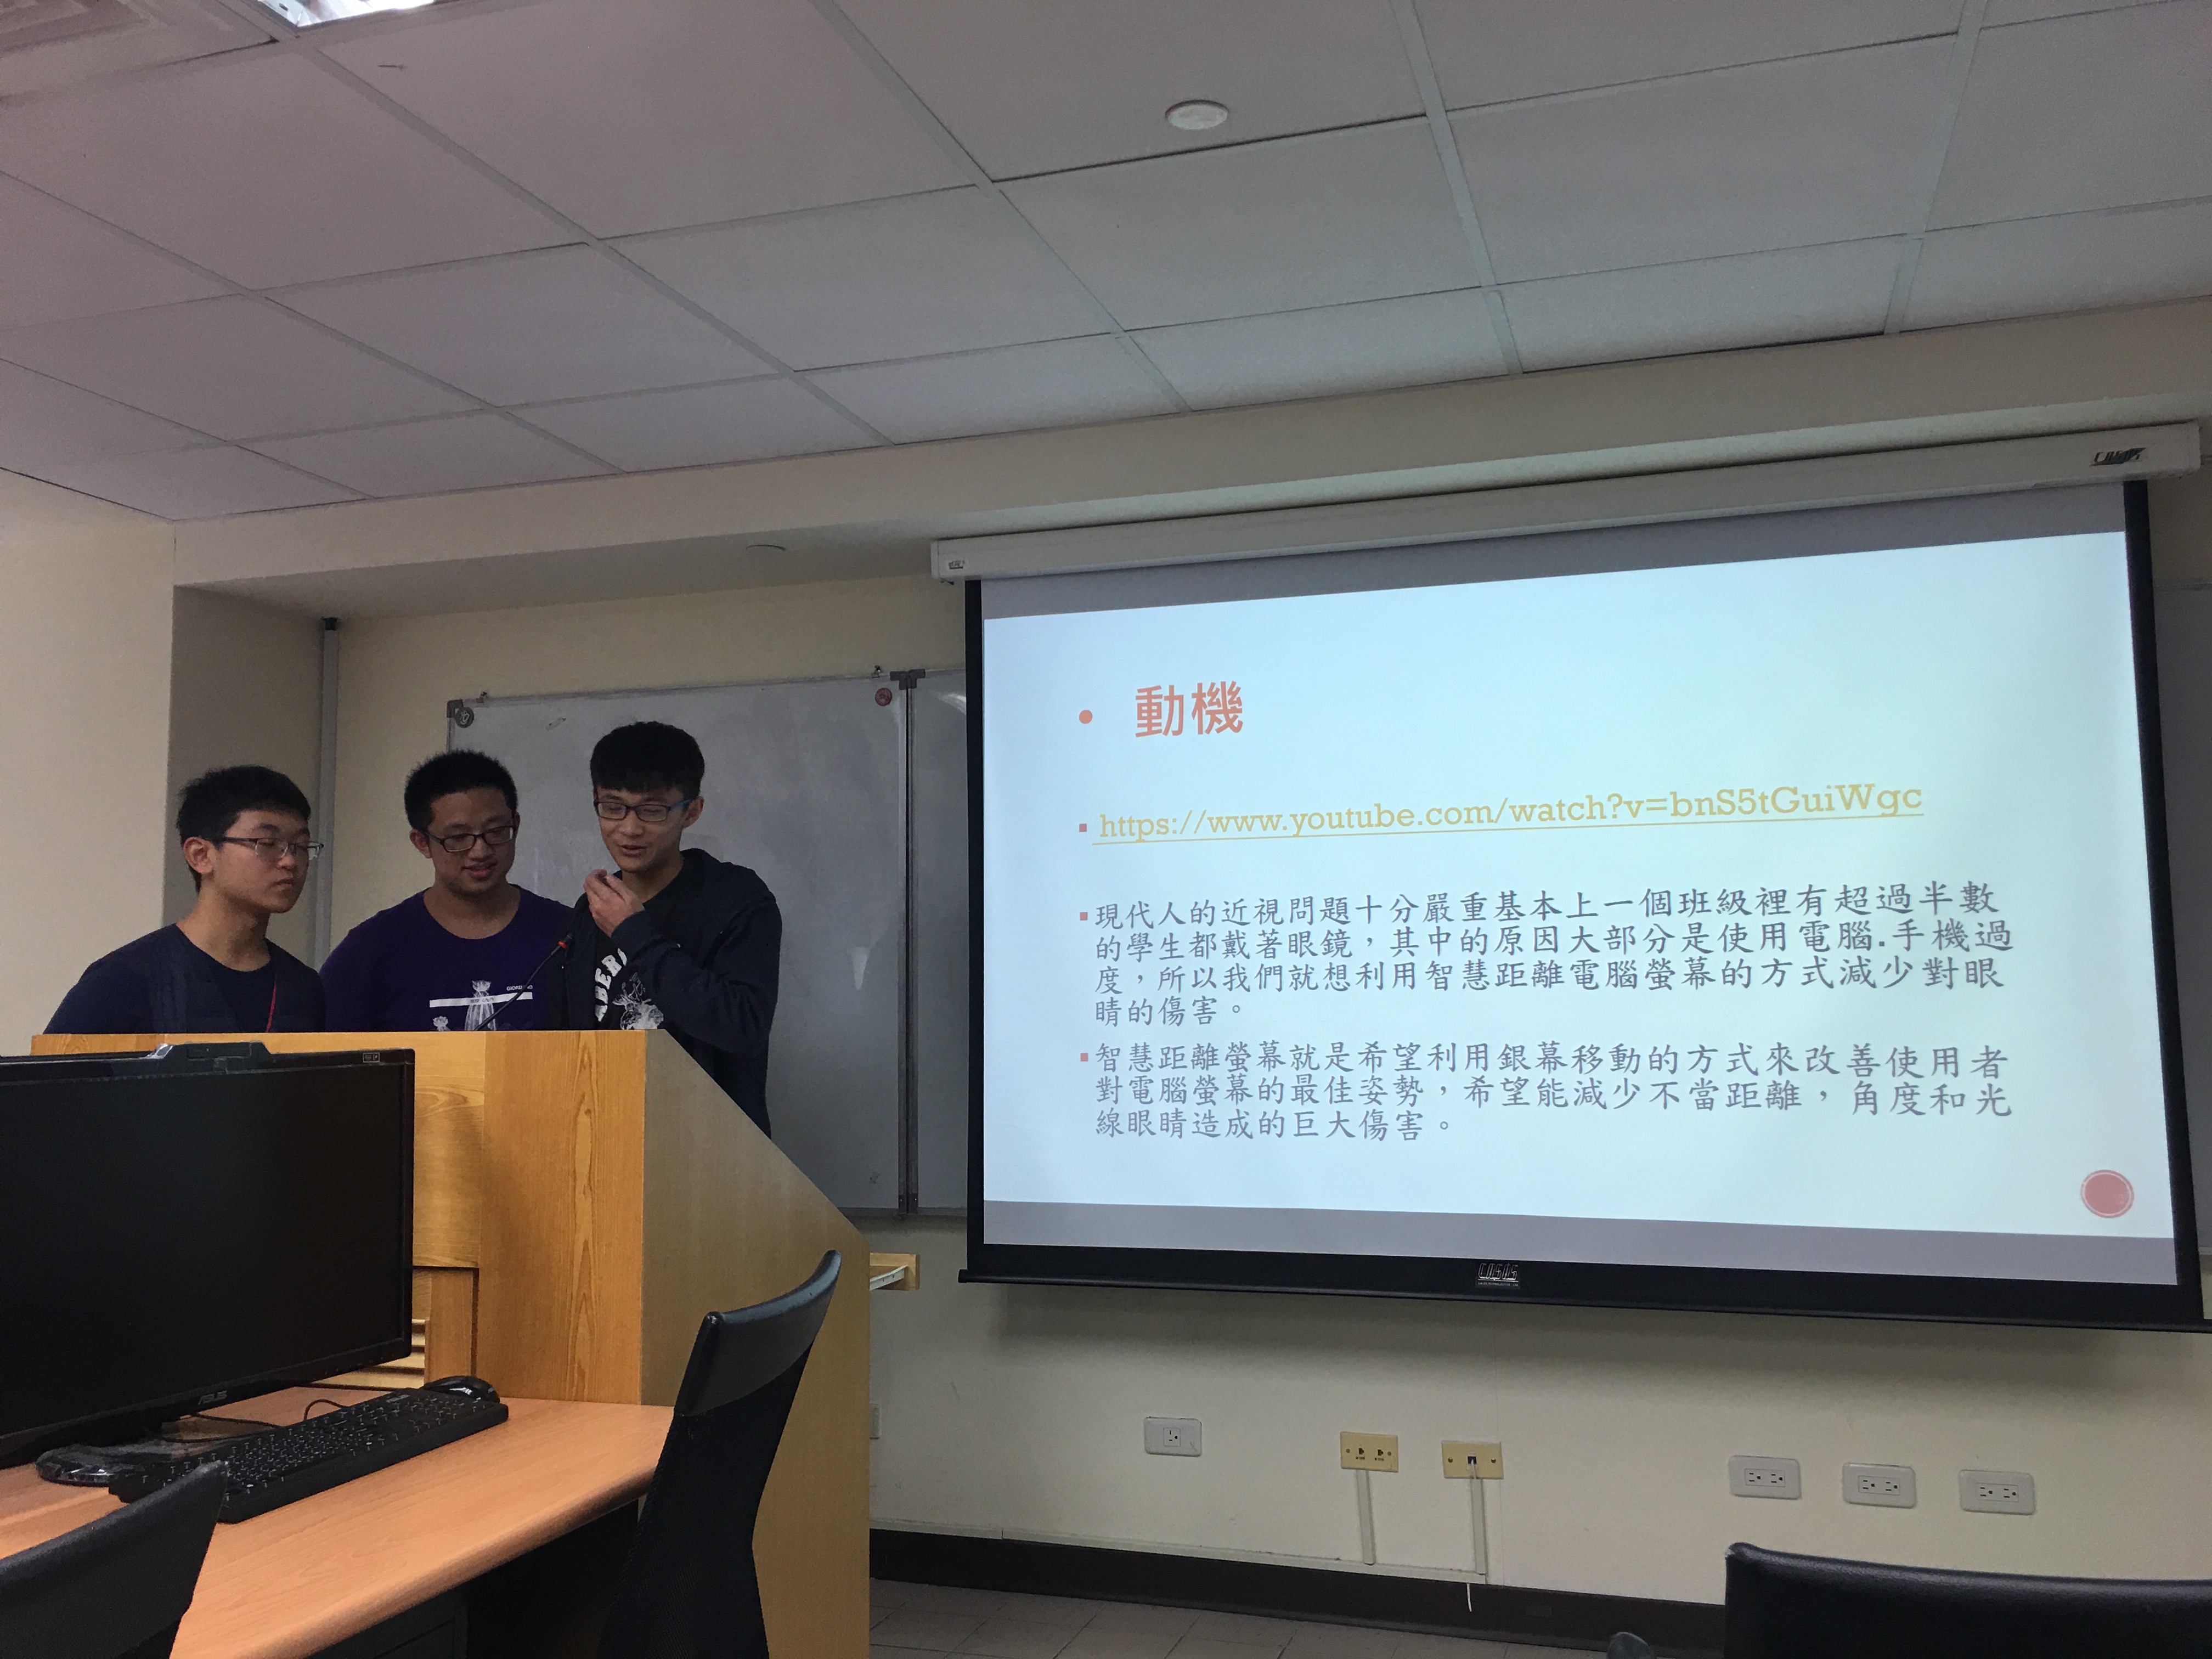 動機
https://www.youtube.com/watch?v=bnS5tGuiWgc
現代人的近視問題十分嚴重基本上一個班級裡有超過半數
的學生都戴著眼鏡，其中的原因大部分是使用電腦.手機過
度，所以我們就想利用智慧距離電腦螢幕的方式減少對眼
睛的傷害。
智慧距離螢幕就是希望利用銀幕移動的方式來改善使用者
對電腦螢幕的最佳姿勢，希望能減少不當距離，角度和光
線眼睛造成的巨大傷害。
ASUS